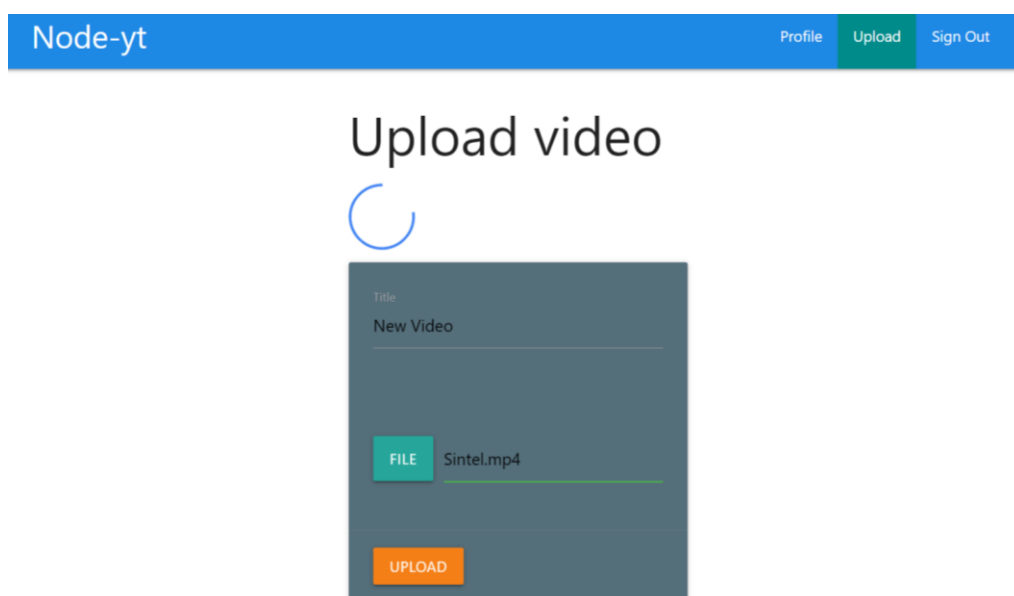 Node-yt
Profile Upload Sign Out
Upload video
Title
New Video
FILE Sintel.mp4
UPLOAD